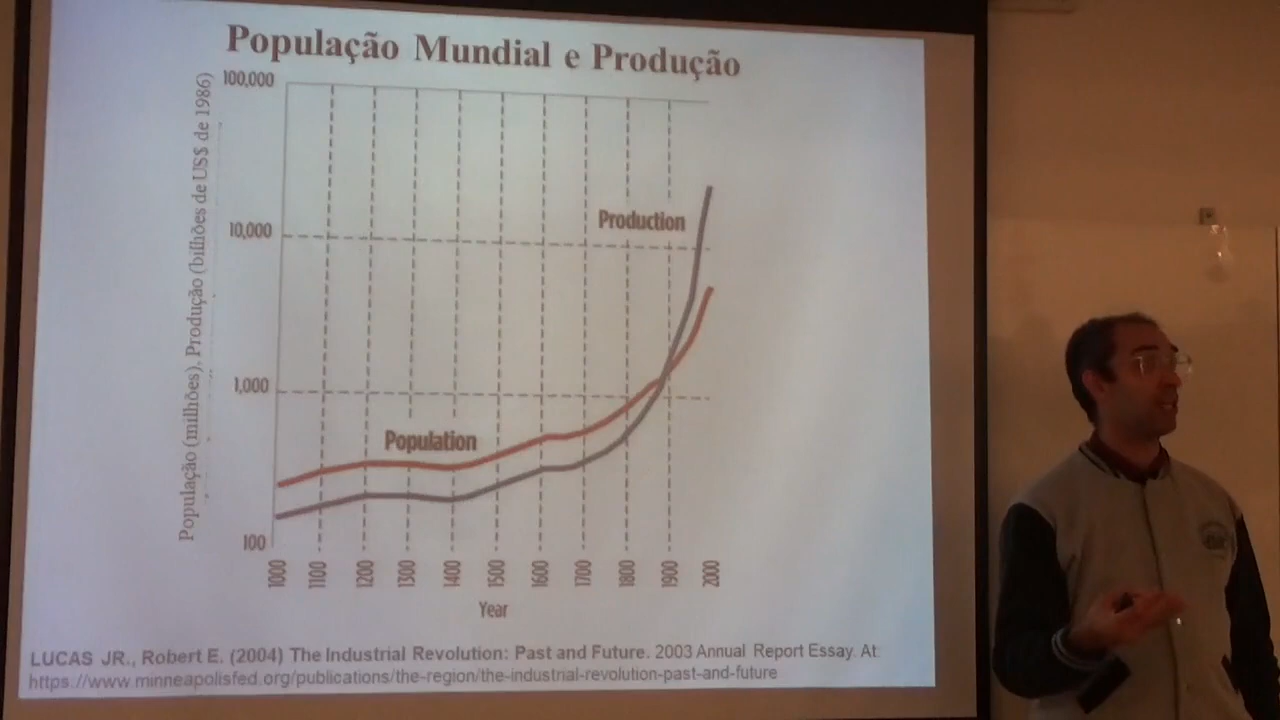 População Mundial e Produção
População (milhões), Produção (bilhões de US$ de 1986)
100,000
10,000
1,000
100
Production
Population
1000 1100 1200 1300 1400 1500 1600 1700 1800 1900 2000
Year
LUCAS JR., Robert E. (2004) The Industrial Revolution: Past and Future. 2003 Annual Report Essay. At:
https://www.minneapolisfed.org/publications/the-region/the-industrial-revolution-past-and-future